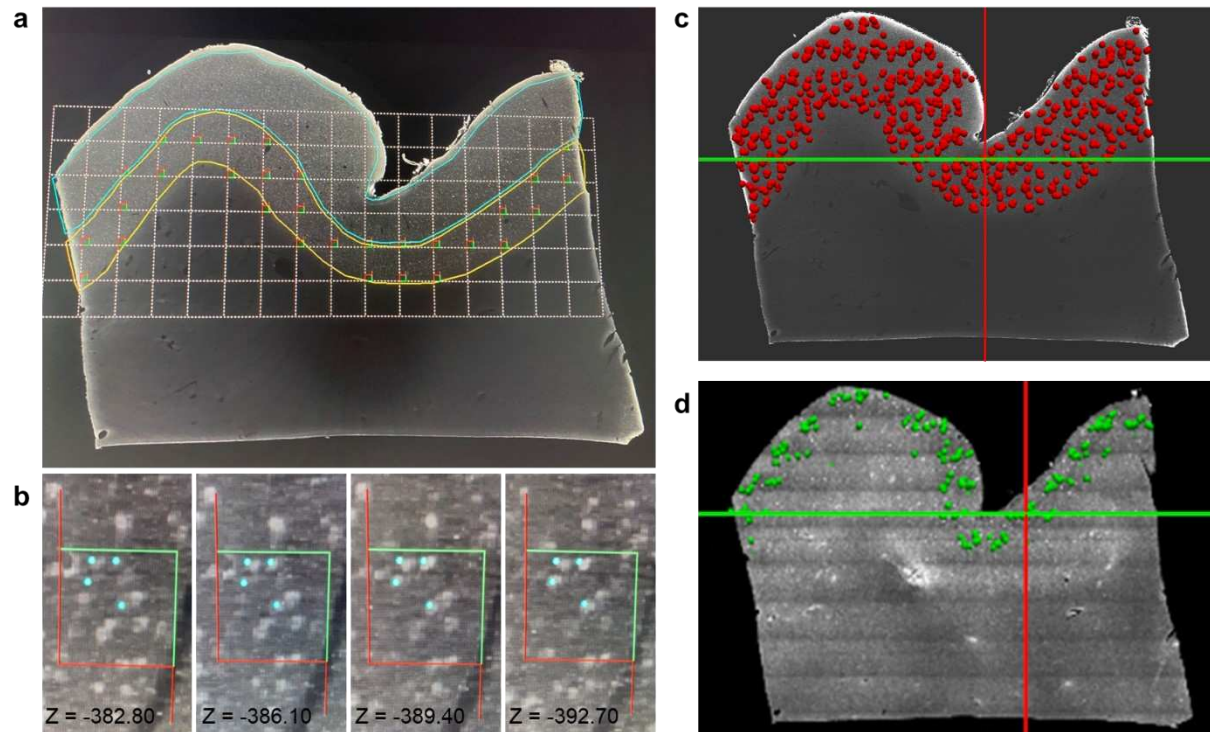 a
c
d
b
Z = -382.80
Z = -386.10
Z = -389.40
Z = -392.70